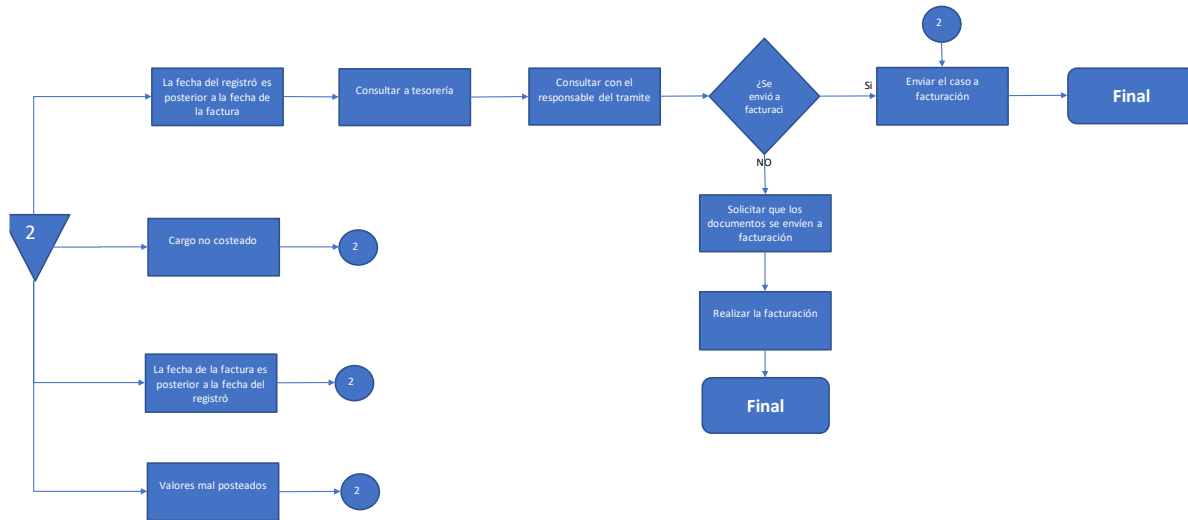 2
La fecha del registró es
posterior a la fecha de
la factura
Consultar a tesorería
Consultar con el
responsable del tramite
¿Se
envió a
facturaci
Si
Enviar el caso a
facturación
Final
NO
Solicitar que los
documentos se envíen a
facturación
2
Cargo no costeado
2
Realizar la facturación
La fecha de la factura es
posterior a la fecha del
registró
2
Final
Valores mal posteados
2